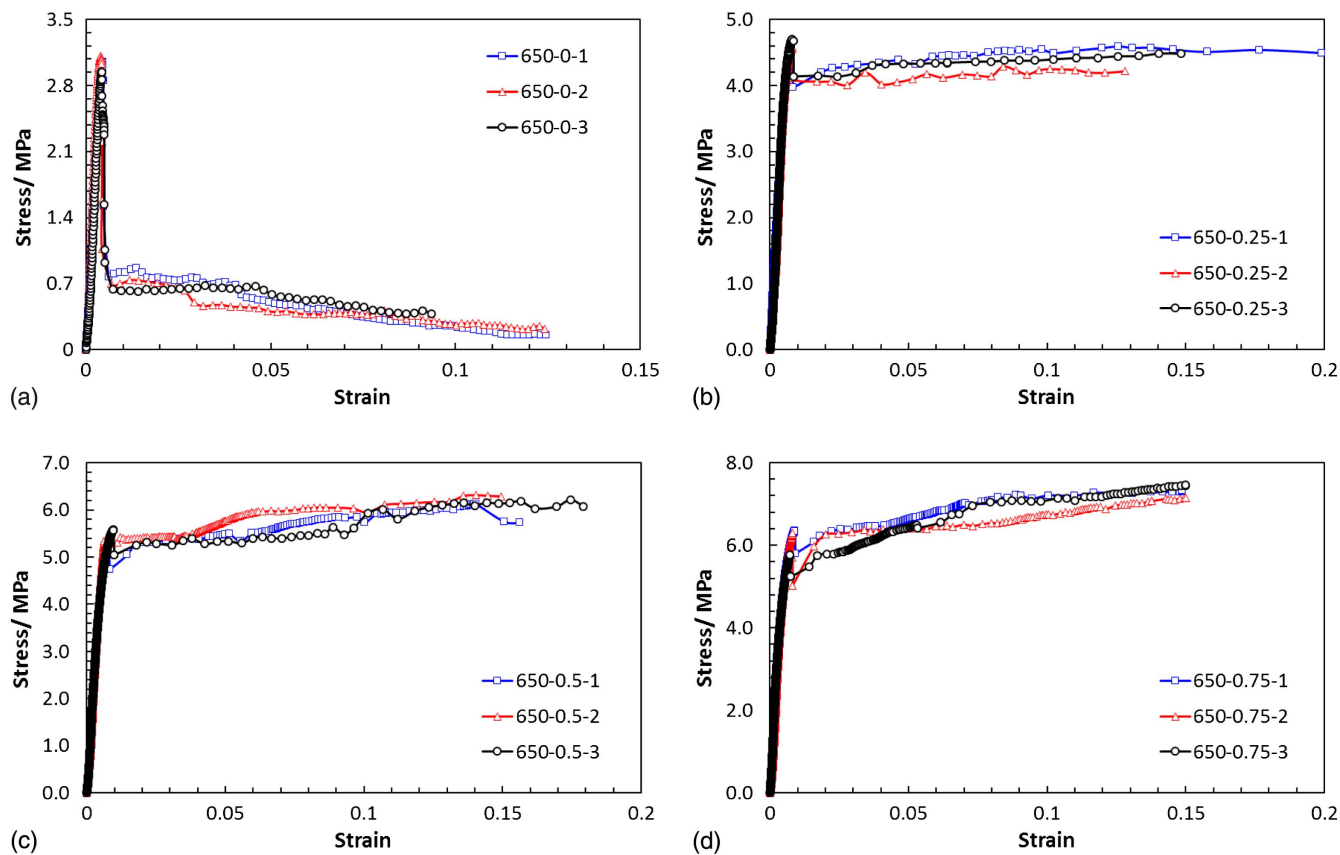 3.5
2.8
2.1
1.4
0.7
0
Stress/ MPa
650-0-1
650-0-2
650-0-3
0 0.05 0.1 0.15
Strain
(a)
5.0
4.0
3.0
2.0
1.0
0.0
Stress/ MPa
650-0.25-1
650-0.25-2
650-0.25-3
0 0.05 0.1 0.15 0.2
Strain
(b)
7.0
6.0
5.0
4.0
3.0
2.0
1.0
0.0
Stress/ MPa
650-0.5-1
650-0.5-2
650-0.5-3
0 0.05 0.1 0.15 0.2
Strain
(c)
8.0
6.0
4.0
2.0
0.0
Stress/ MPa
650-0.75-1
650-0.75-2
650-0.75-3
0 0.05 0.1 0.15 0.2
Strain
(d)